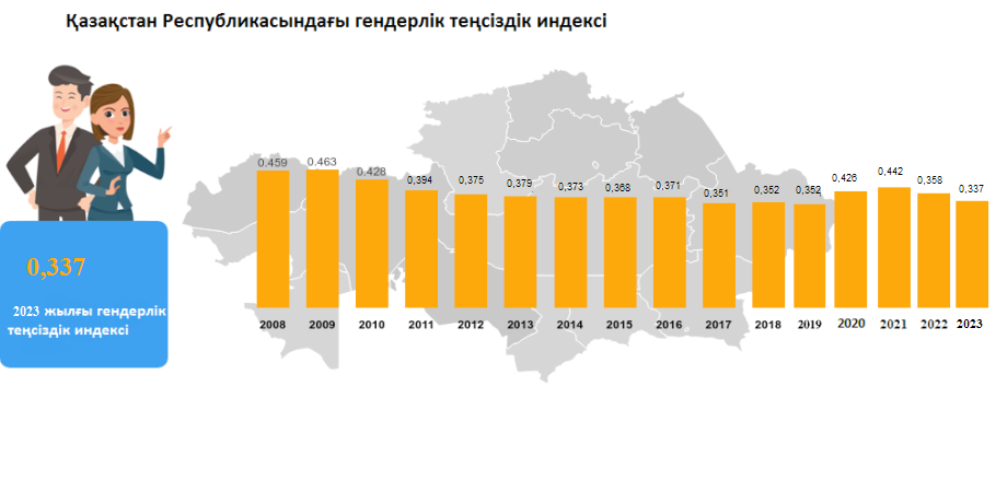 Қазақстан Республикасындағы гендерлік теңсіздік индексі
0.459 0.463 0.428 0,394 0,375 0,379 0,373 0,368 0,371 0,351 0,352 0,352 0,426 0,442 0,358 0,337
0,337
2023 жылғы гендерлік
теңсіздік индексі
2008 2009 2010 2011 2012 2013 2014 2015 2016 2017 2018 2019 2020 2021 2022 2023